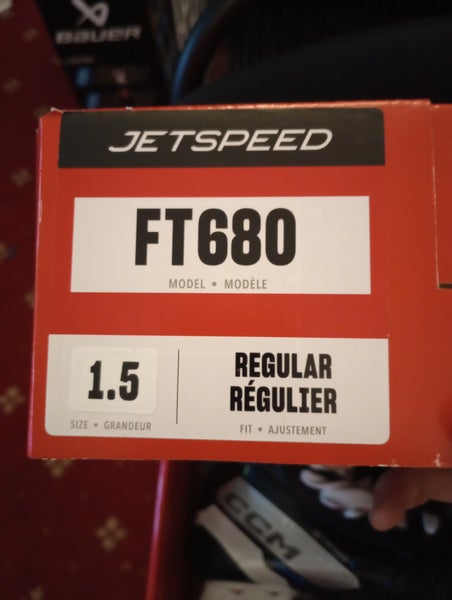 BAUER
JETSPEED
FT680
MODEL • MODÈLE
1.5
SIZE • GRANDEUR
REGULAR
RÉGULIER
FIT • AJUSTEMENT
CCM